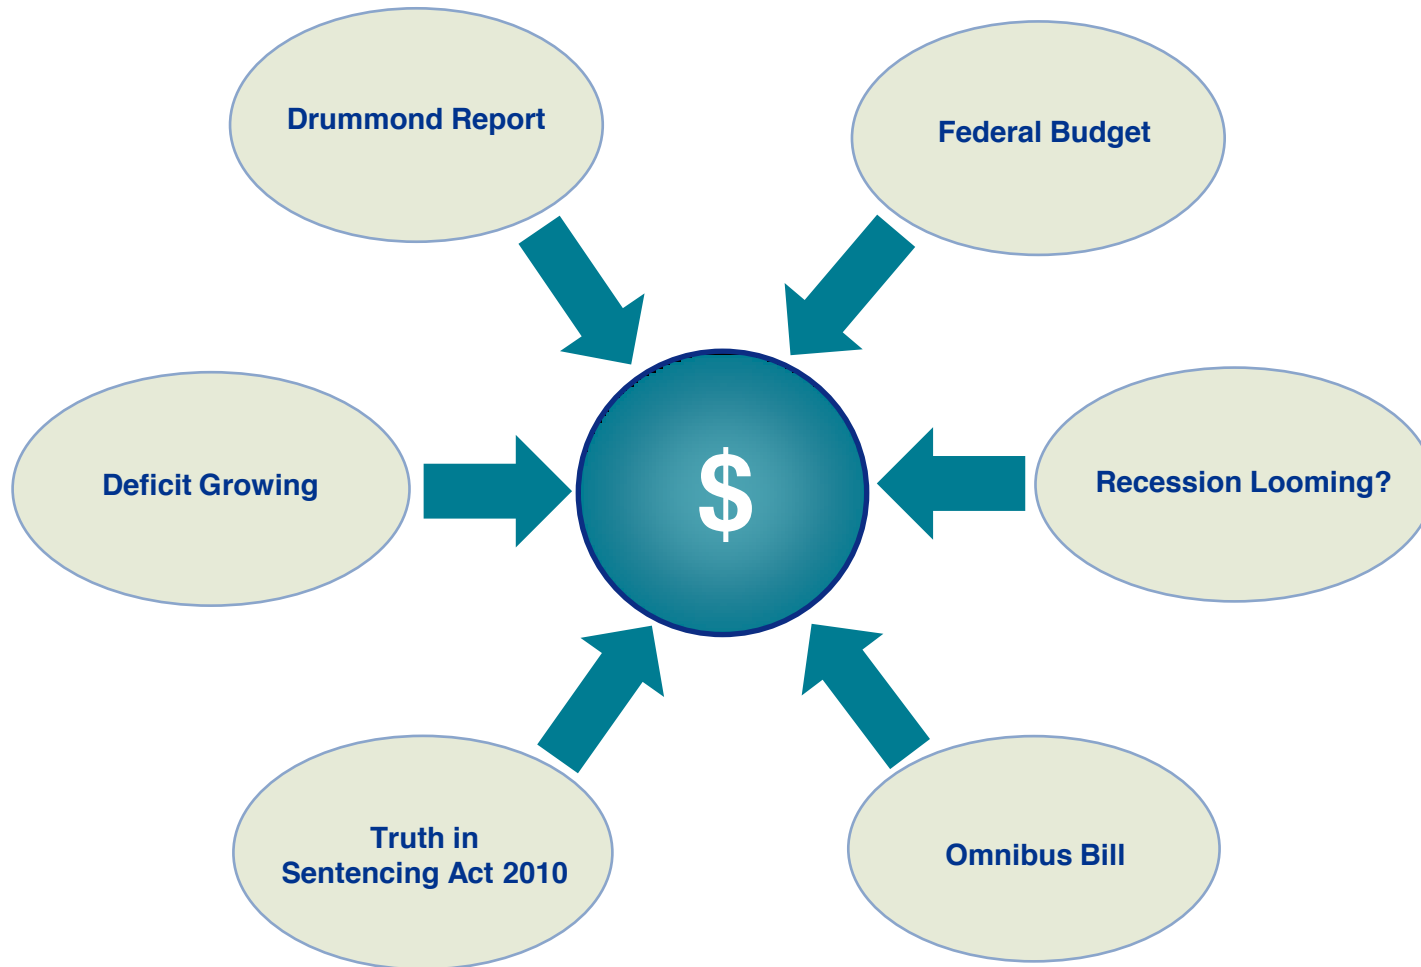 Drummond Report
Federal Budget
Deficit Growing
$
Recession Looming?
Truth in
Sentencing Act 2010
Omnibus Bill